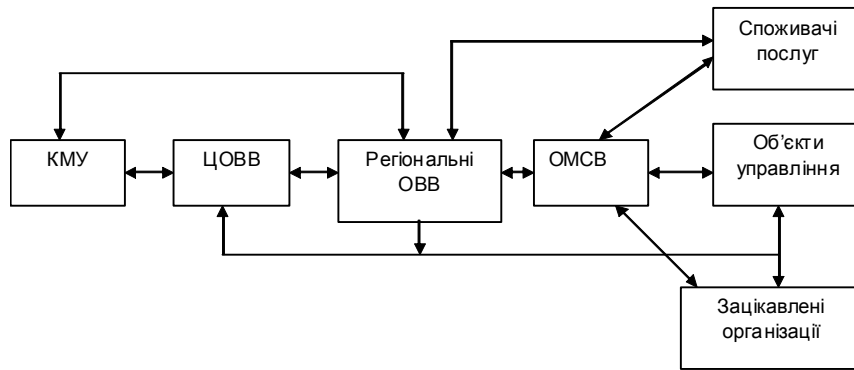 Споживачі
послуг
КМУ
ЦОВВ
Регіональні
ОВВ
ОМСВ
Об’єкти
управління
Зацікавлені
організації